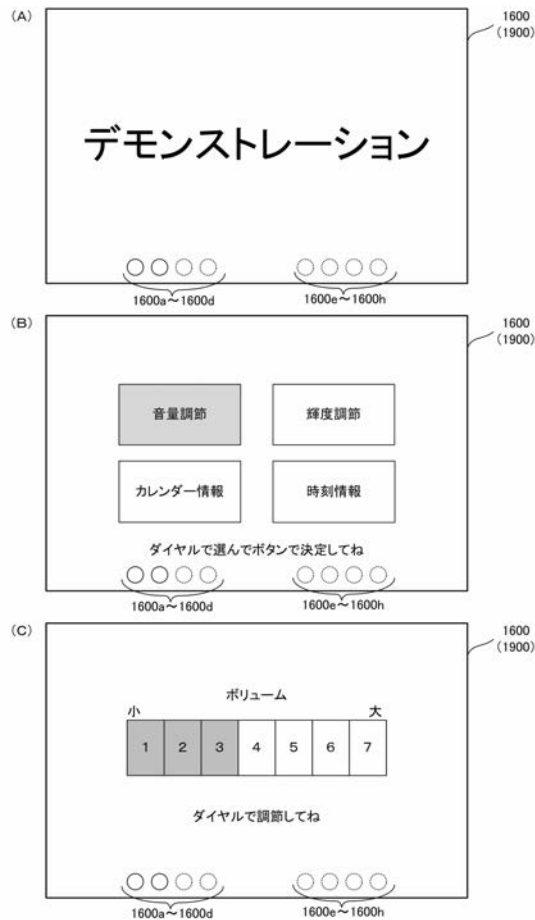 (A)
1600
(1900)
デモンストレーション
1600a～1600d
1600e～1600h
(B)
1600
(1900)
音量調節
輝度調節
カレンダー情報
時刻情報
ダイヤルで選んでボタンで決定してね
1600a～1600d
1600e～1600h
(C)
1600
(1900)
ボリューム
小
大
1 2 3 4 5 6 7
ダイヤルで調節してね
1600a～1600d
1600e～1600h